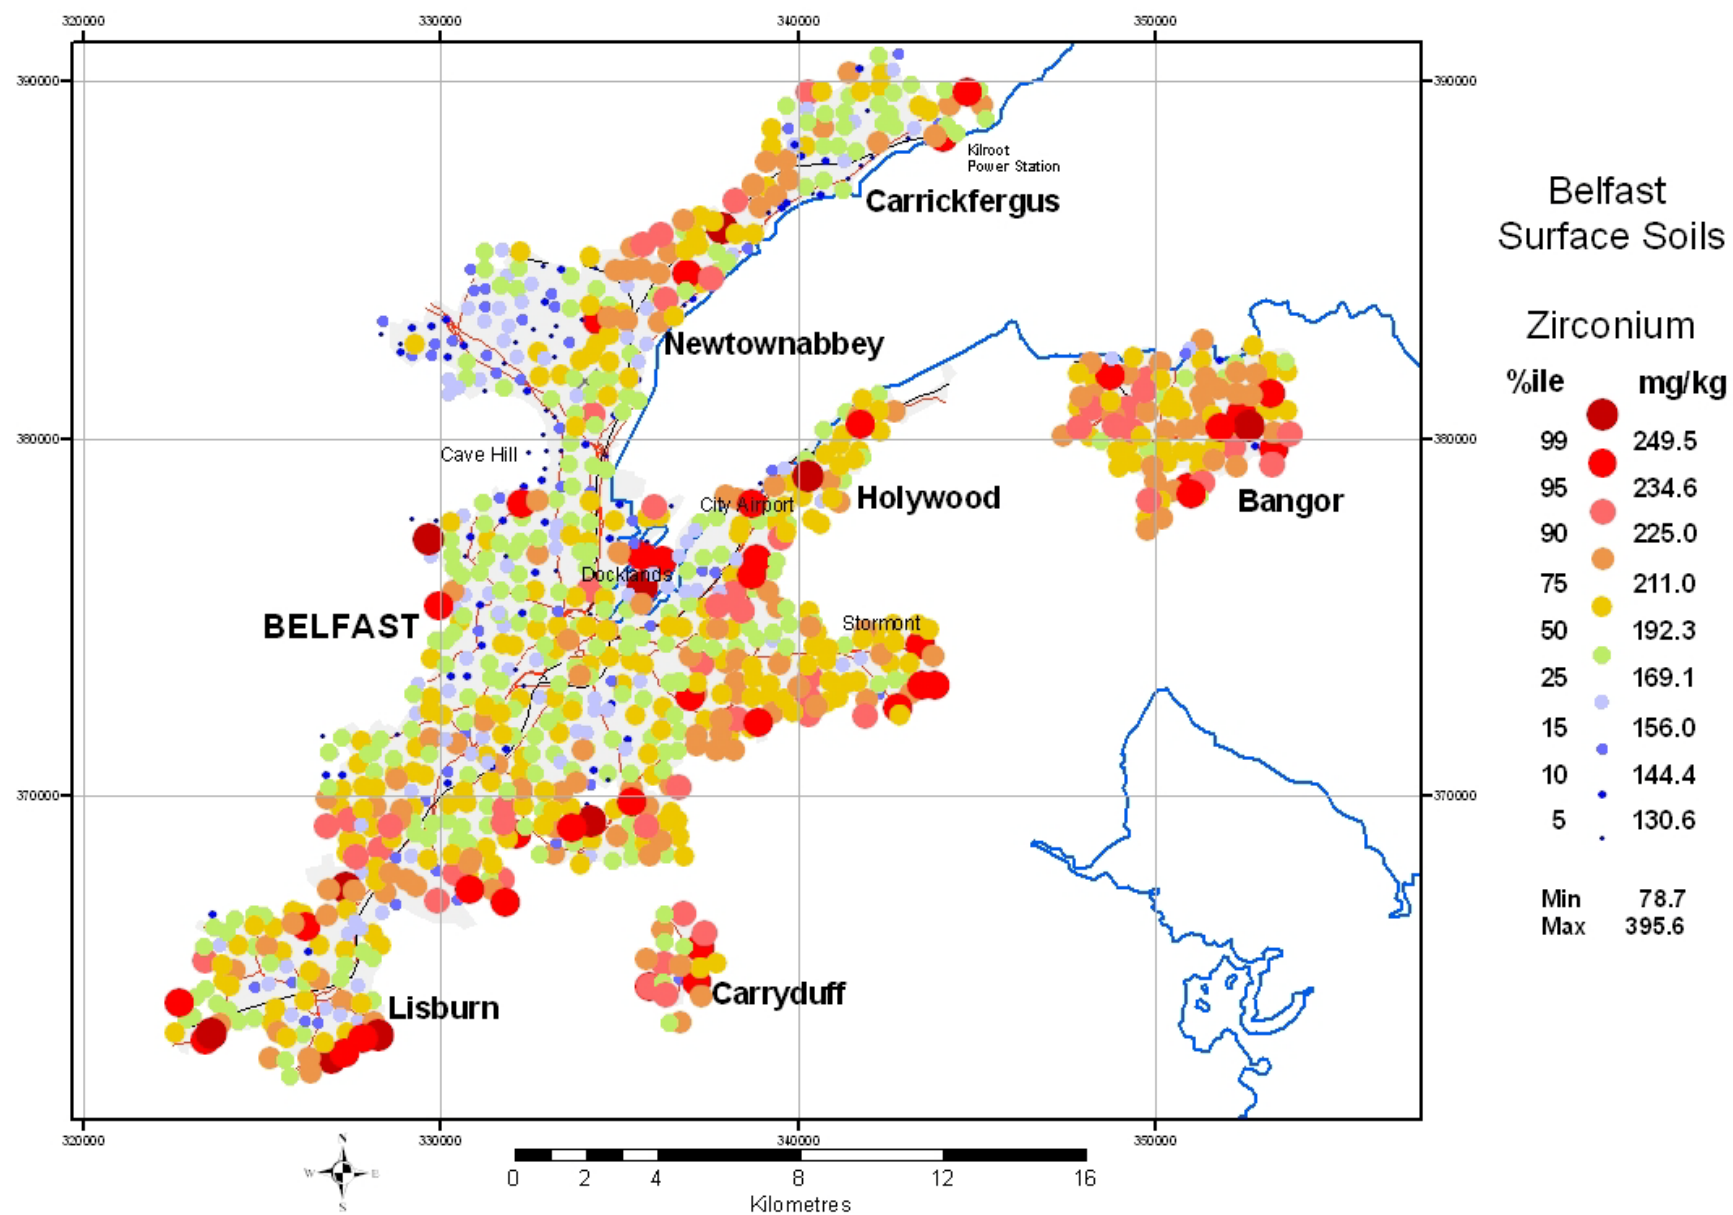 320000 330000 340000 350000
390000 390000
Kilroot
Power Station
Carrickfergus
Newtownabbey
380000 380000
Cave Hill
City Airport
Holywood
Bangor
Docklands
BELFAST
Stormont
370000 370000
Carryduff
Lisburn
320000 330000 340000 350000
N
W E
S
0 2 4 8 12 16
Kilometres
Belfast
Surface Soils
Zirconium
%ile mg/kg
99 249.5
95 234.6
90 225.0
75 211.0
50 192.3
25 169.1
15 156.0
10 144.4
5 130.6
Min 78.7
Max 395.6